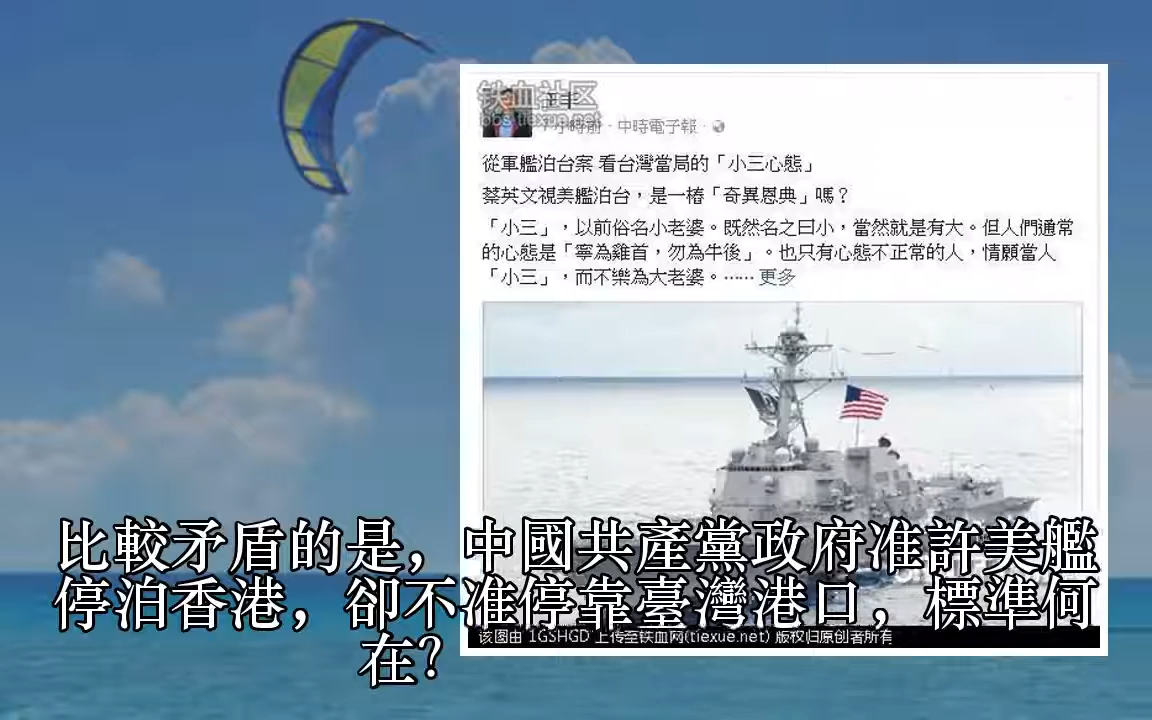 铁血社区
bbs.tiexue.net
小時前 · 中時電子報 ·
從軍艦泊台案 看台灣當局的「小三心態」
蔡英文視美艦泊台，是一樁「奇異恩典」嗎？
「小三」，以前俗名小老婆。既然名之曰小，當然就是有大。但人們通常
的心態是「寧為雞首，勿為牛後」。也只有心態不正常的人，情願當人
「小三」，而不樂為大老婆。…… 更多
比較矛盾的是，中國共產黨政府准許美艦
停泊香港，卻不准停靠臺灣港口，標準何
在？
该图由 1GSHGD 上传至铁血网(tiexue.net) 版权归原创者所有